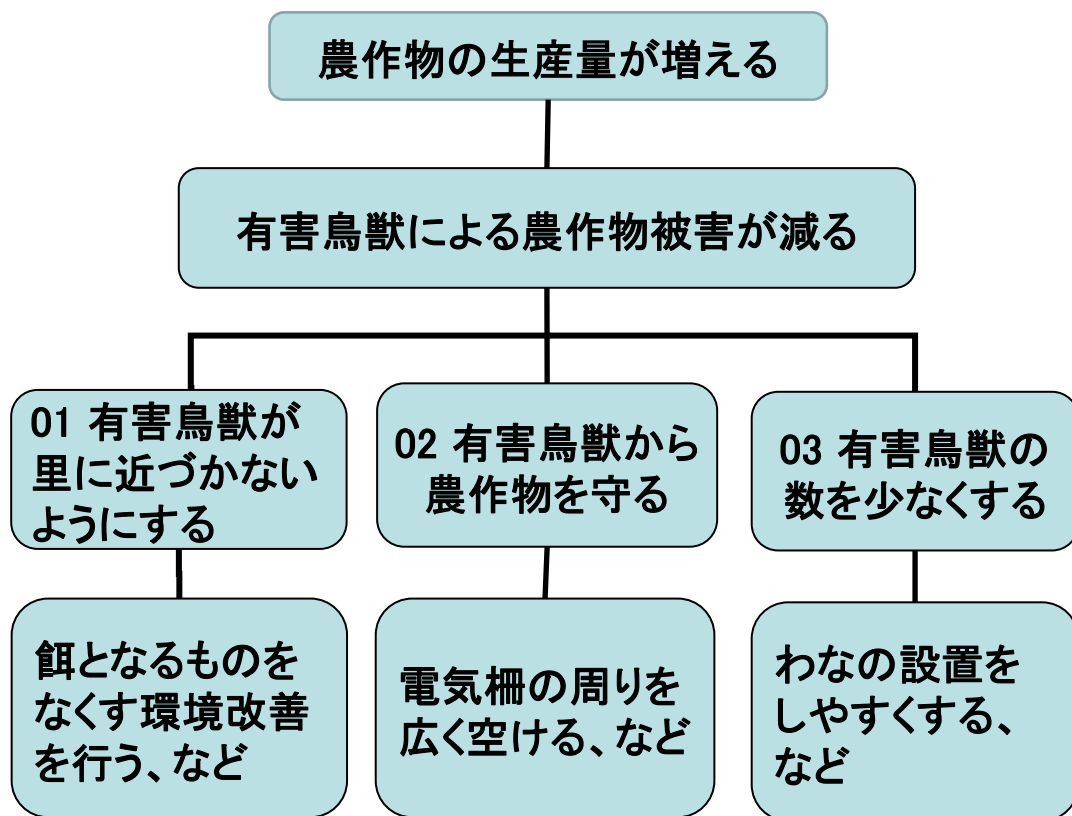 農作物の生産量が増える
有害鳥獣による農作物被害が減る
01 有害鳥獣が
里に近づかない
ようにする
02 有害鳥獣から
農作物を守る
03 有害鳥獣の
数を少なくする
餌となるものを
なくす環境改善
を行う、など
電気柵の周りを
広く空ける、など
わなの設置を
しやすくする、
など